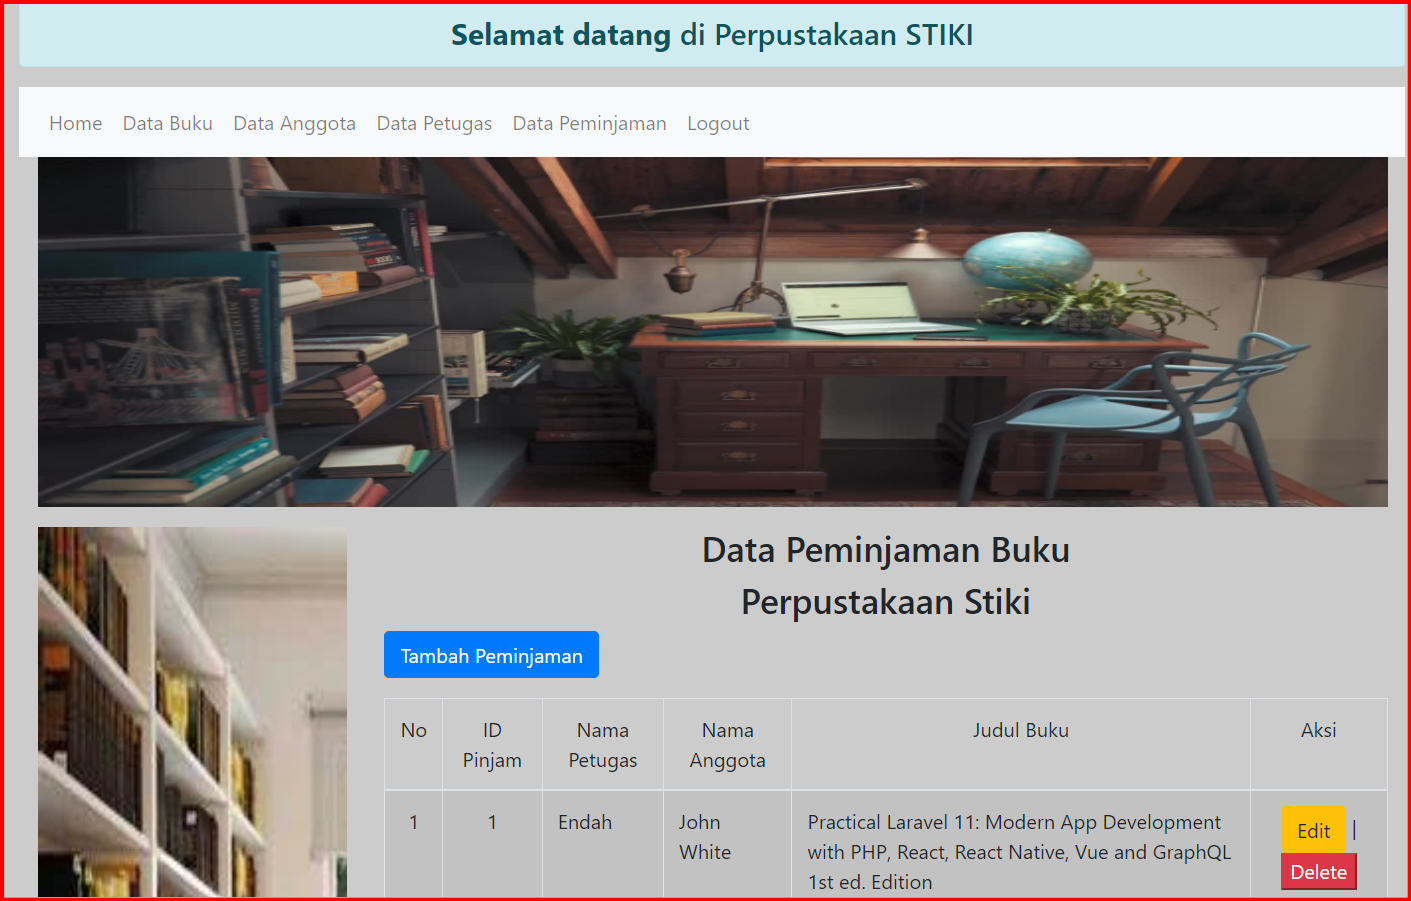 Selamat datang di Perpustakaan STIKI
Home Data Buku Data Anggota Data Petugas Data Peminjaman Logout
Data Peminjaman Buku
Perpustakaan Stiki
Tambah Peminjaman
No ID Pinjam Nama Petugas Nama Anggota Judul Buku Aksi
1 1 Endah John White Practical Laravel 11: Modern App Development
with PHP, React, React Native, Vue and GraphQL
1st ed. Edition
Edit |
Delete